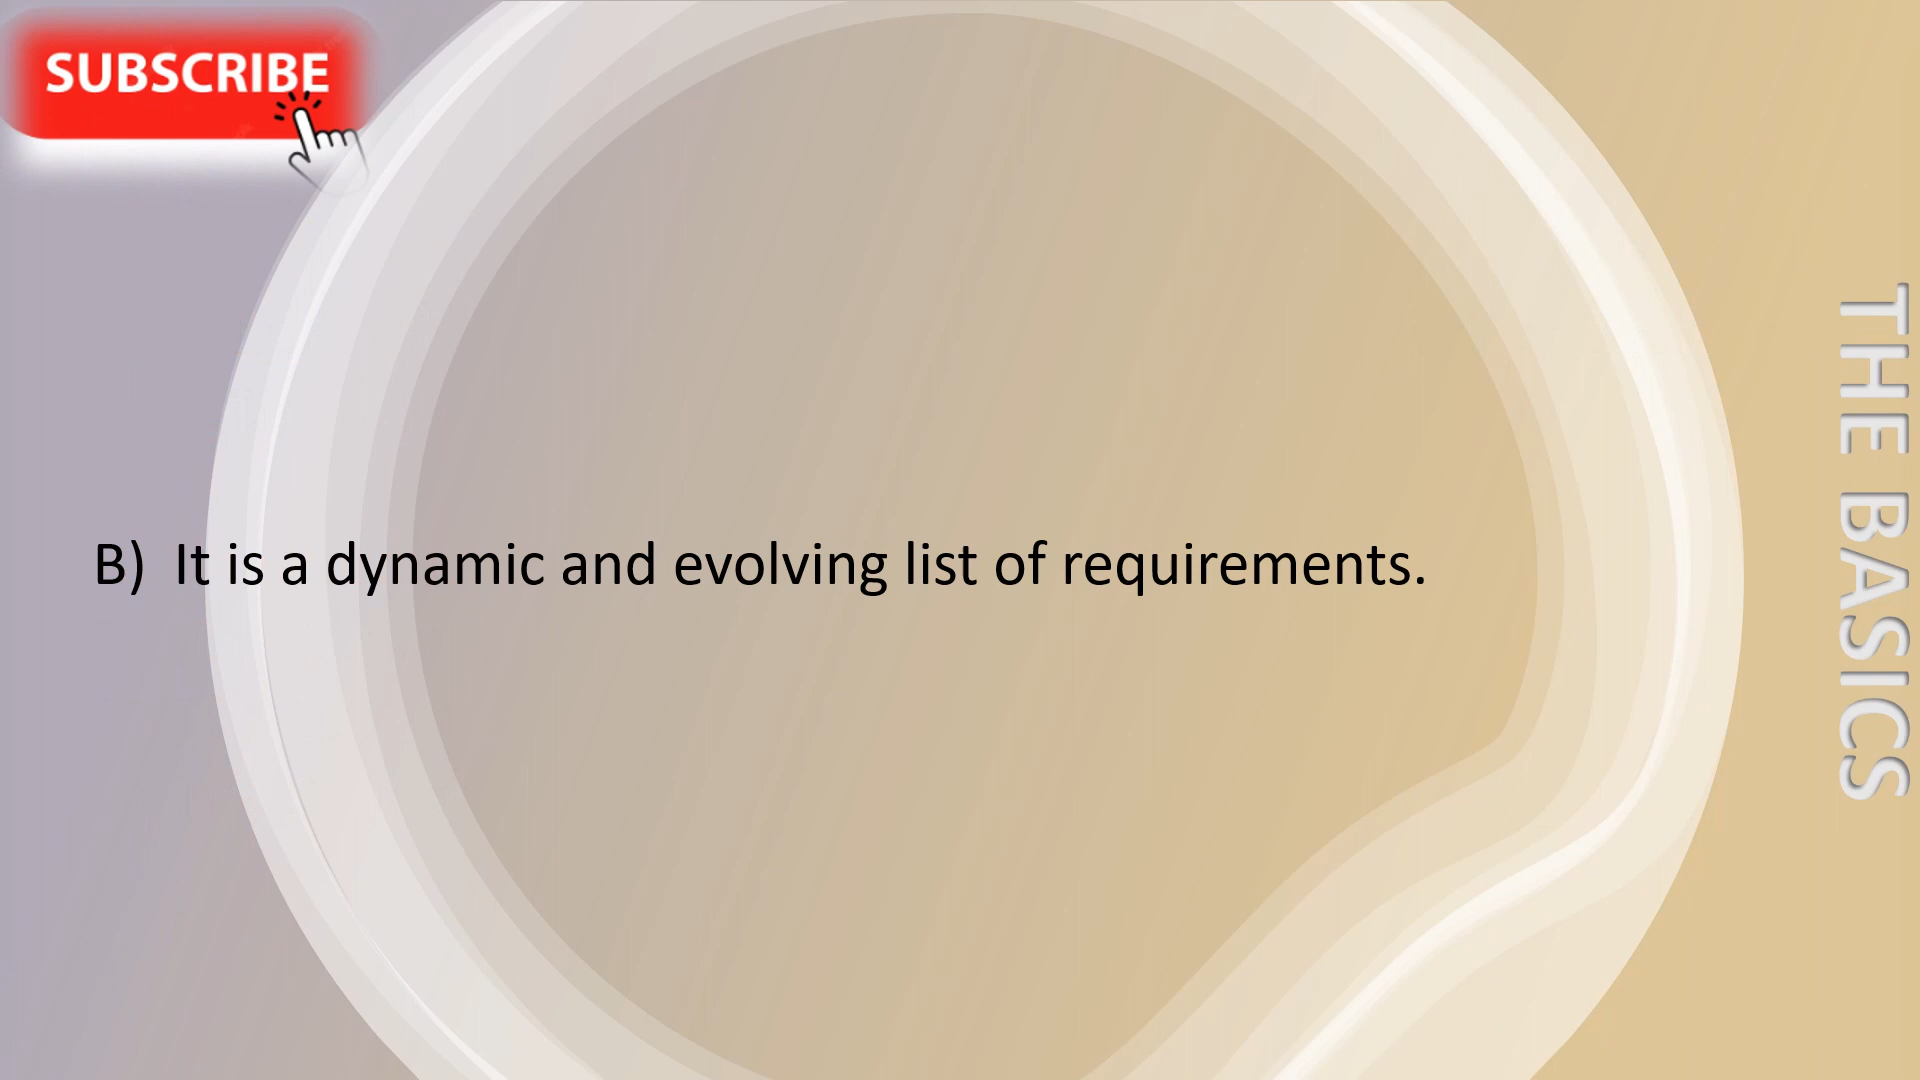 SUBSCRIBE
B) It is a dynamic and evolving list of requirements.
THE BASICS